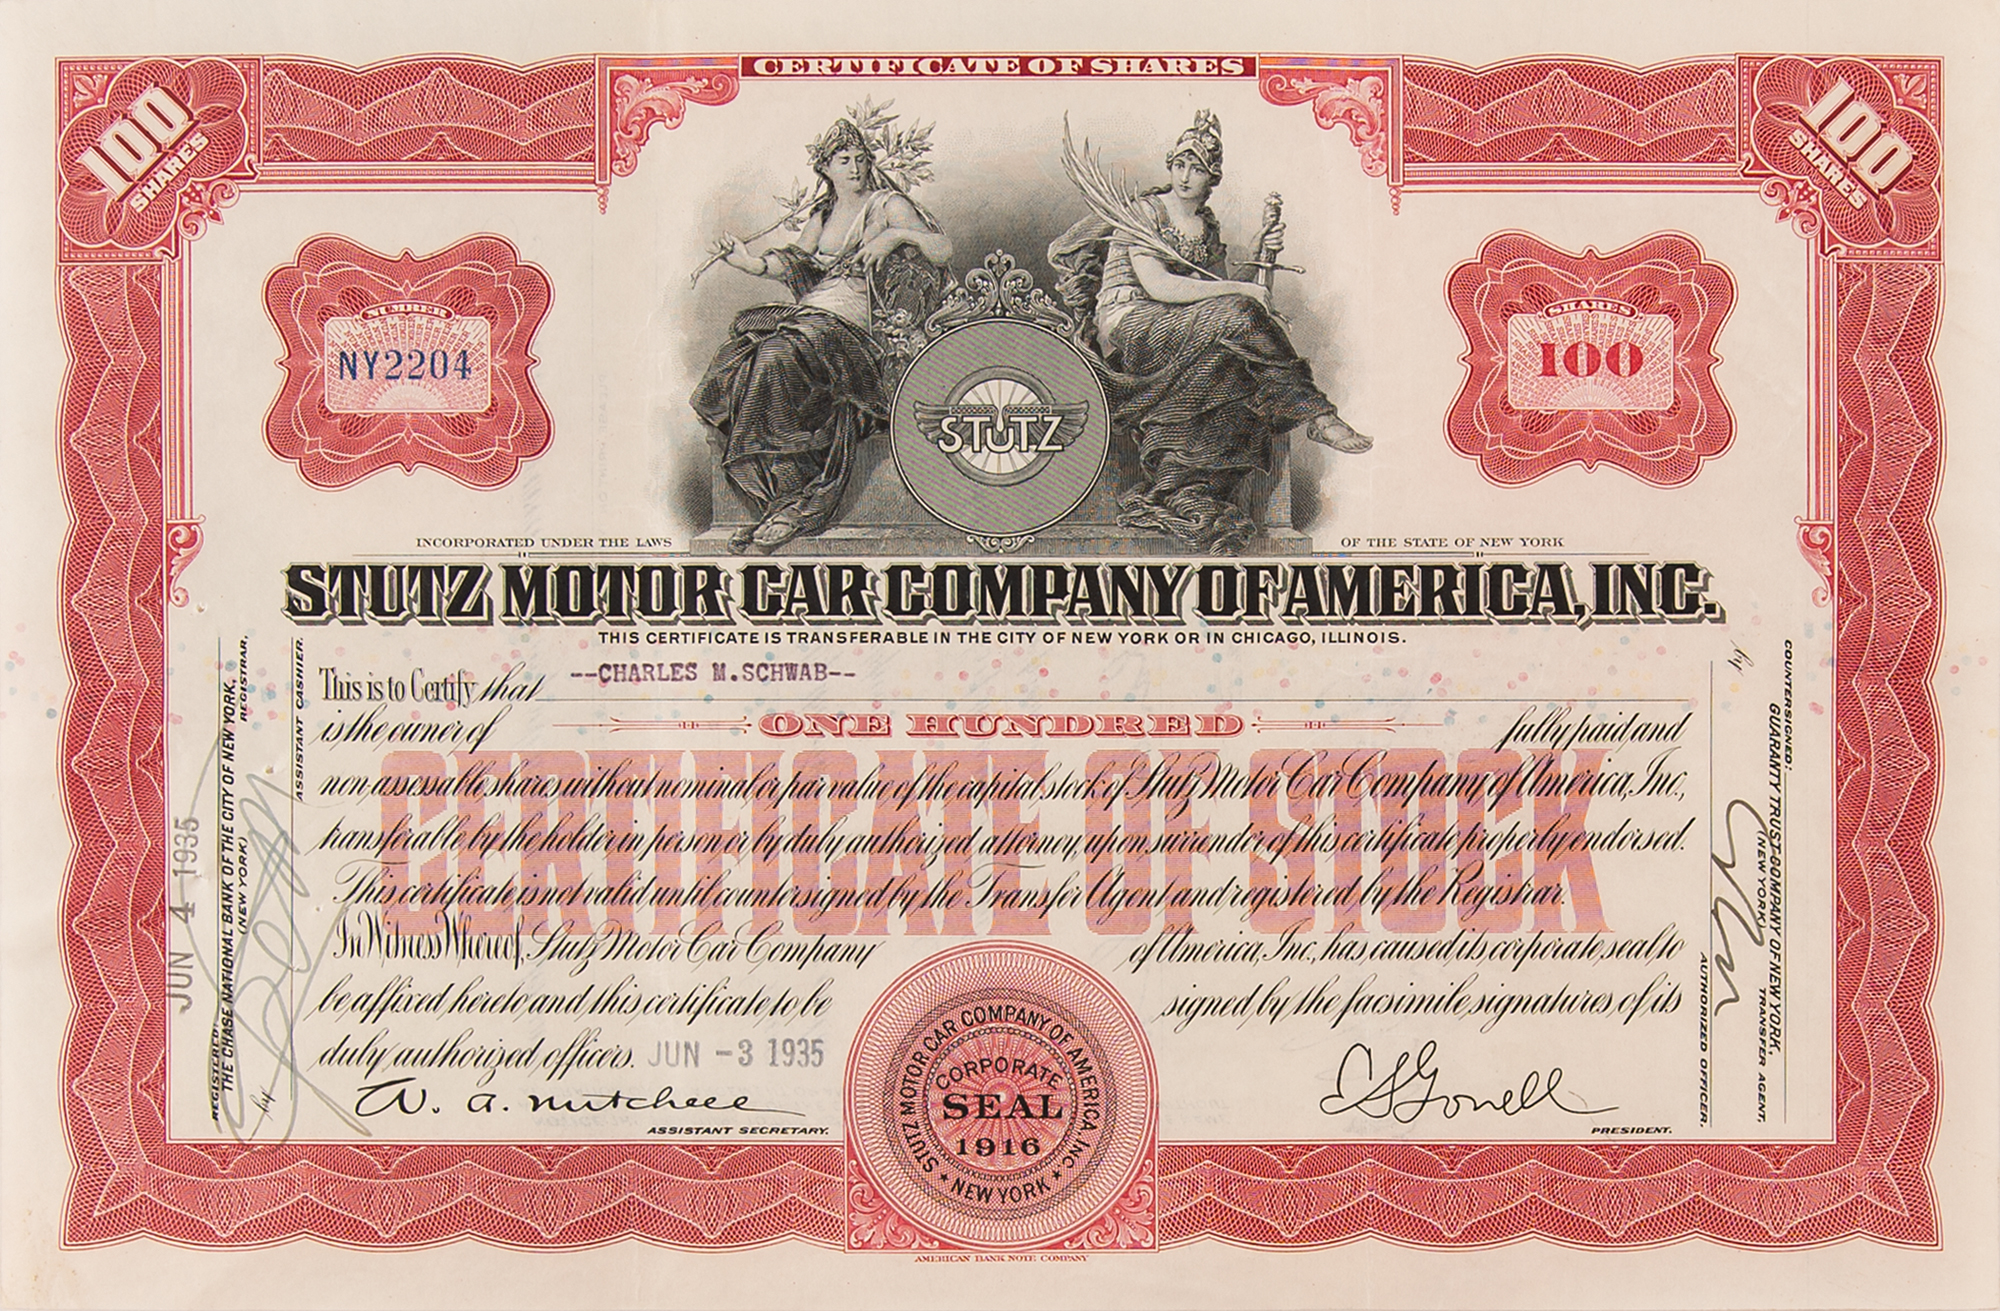 CERTIFICATE OF SHARES
100 SHARES
100 SHARES
NUMBER
NY2204
SHARES
100
STUTZ
INCORPORATED UNDER THE LAWS OF THE STATE OF NEW YORK
STUTZ MOTOR CAR COMPANY OF AMERICA, INC.
THIS CERTIFICATE IS TRANSFERABLE IN THE CITY OF NEW YORK OR IN CHICAGO, ILLINOIS.
This is to Certify that --CHARLES M. SCHWAB--
is the owner of ONE HUNDRED fully paid and
non-assessable shares without nominal or par value of the capital stock of Stutz Motor Car Company of America, Inc.,
transferable by the holder in person or by duly authorized attorney, upon surrender of this certificate properly endorsed.
This certificate is not valid until countersigned by the Transfer Agent and registered by the Registrar.
In Witness Whereof, Stutz Motor Car Company of America, Inc., has caused its corporate seal to
be affixed hereto and this certificate to be signed by the facsimile signatures of its
duly authorized officers. JUN -3 1935
CERTIFICATE OF STOCK
W. A. Mitchell
ASSISTANT SECRETARY.
PRESIDENT.
STUTZ MOTOR CAR COMPANY OF AMERICA, INC.
★ NEW YORK ★
CORPORATE
SEAL
1916
JUN 4 1935
REGISTERED:
THE CHASE NATIONAL BANK OF THE CITY OF NEW YORK,
(NEW YORK) REGISTRAR,
by
ASSISTANT CASHIER.
COUNTERSIGNED:
GUARANTY TRUST COMPANY OF NEW YORK,
(NEW YORK) TRANSFER AGENT,
by
AUTHORIZED OFFICER.
AMERICAN BANK NOTE COMPANY